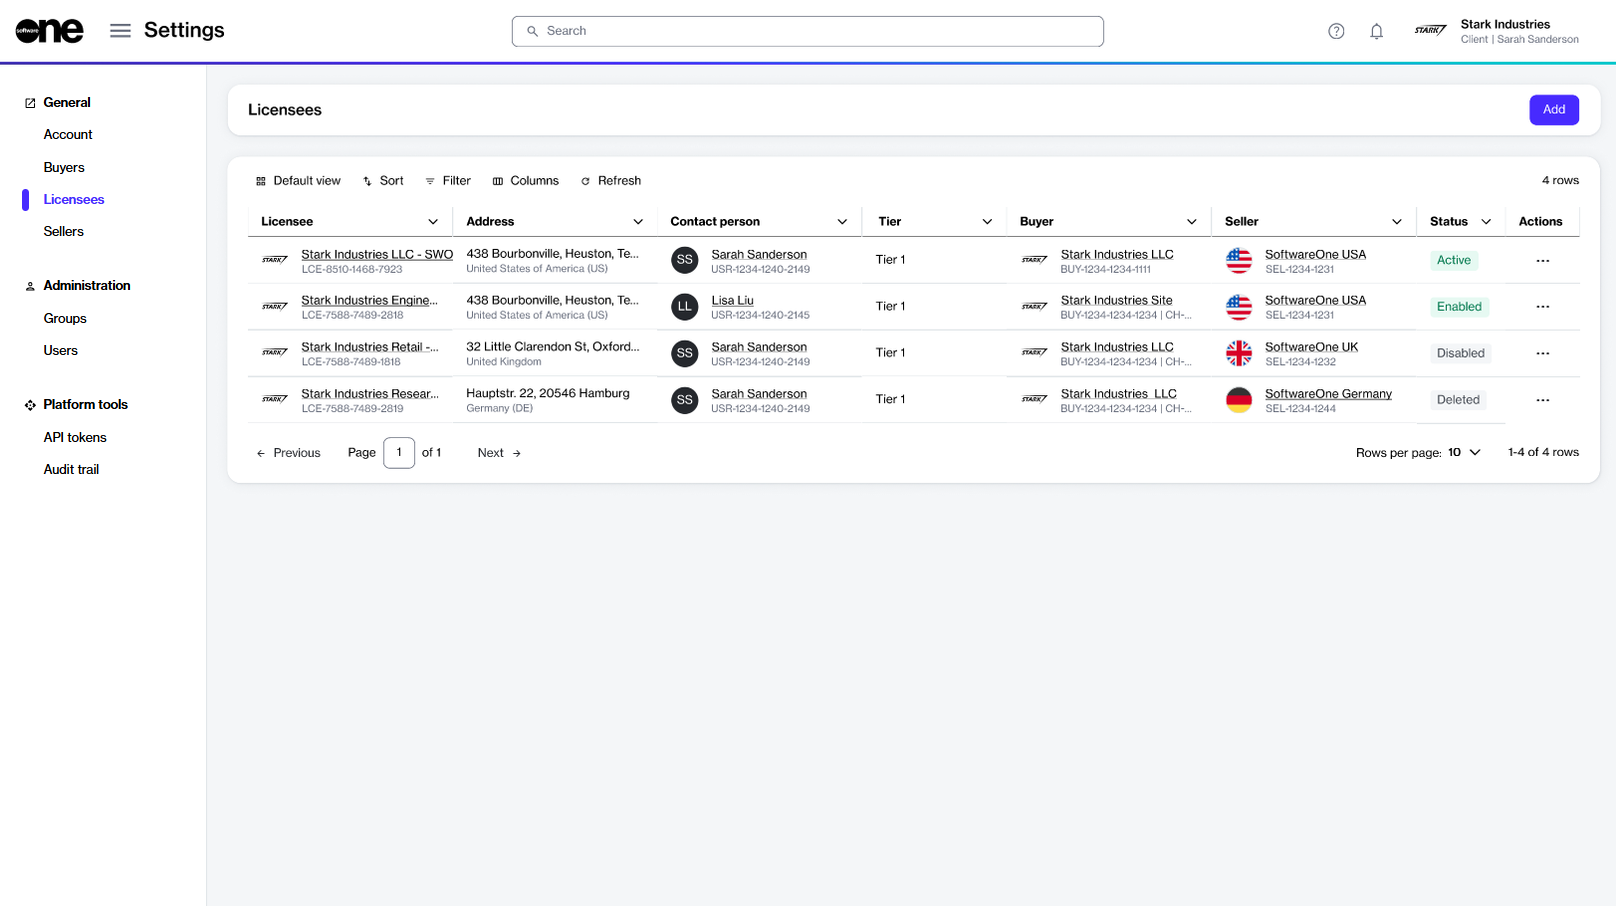 software one
Settings
Search
STARK
Stark Industries
Client | Sarah Sanderson
General
Account
Buyers
Licensees
Sellers
Administration
Groups
Users
Platform tools
API tokens
Audit trail
Licensees
Add
Default view Sort Filter Columns Refresh 4 rows
Licensee Address Contact person Tier Buyer Seller Status Actions
STARK Stark Industries LLC - SWO 438 Bourbonville, Heuston, Te... SS Sarah Sanderson Tier 1 STARK Stark Industries LLC SoftwareOne USA Active ...
LCE-8510-1468-7923 United States of America (US) USR-1234-1240-2149 BUY-1234-1234-1111 SEL-1234-1231
STARK Stark Industries Engine... 438 Bourbonville, Heuston, Te... LL Lisa Liu Tier 1 STARK Stark Industries Site SoftwareOne USA Enabled ...
LCE-7588-7489-2818 United States of America (US) USR-1234-1240-2145 BUY-1234-1234-1234 | CH-... SEL-1234-1231
STARK Stark Industries Retail -... 32 Little Clarendon St, Oxford... SS Sarah Sanderson Tier 1 STARK Stark Industries LLC SoftwareOne UK Disabled ...
LCE-7588-7489-1818 United Kingdom USR-1234-1240-2149 BUY-1234-1234-1234 | CH-... SEL-1234-1232
STARK Stark Industries Resear... Hauptstr. 22, 20546 Hamburg SS Sarah Sanderson Tier 1 STARK Stark Industries LLC SoftwareOne Germany Deleted ...
LCE-7588-7489-2819 Germany (DE) USR-1234-1240-2149 BUY-1234-1234-1234 | CH-... SEL-1234-1244
Previous Page 1 of 1 Next Rows per page: 10 1-4 of 4 rows